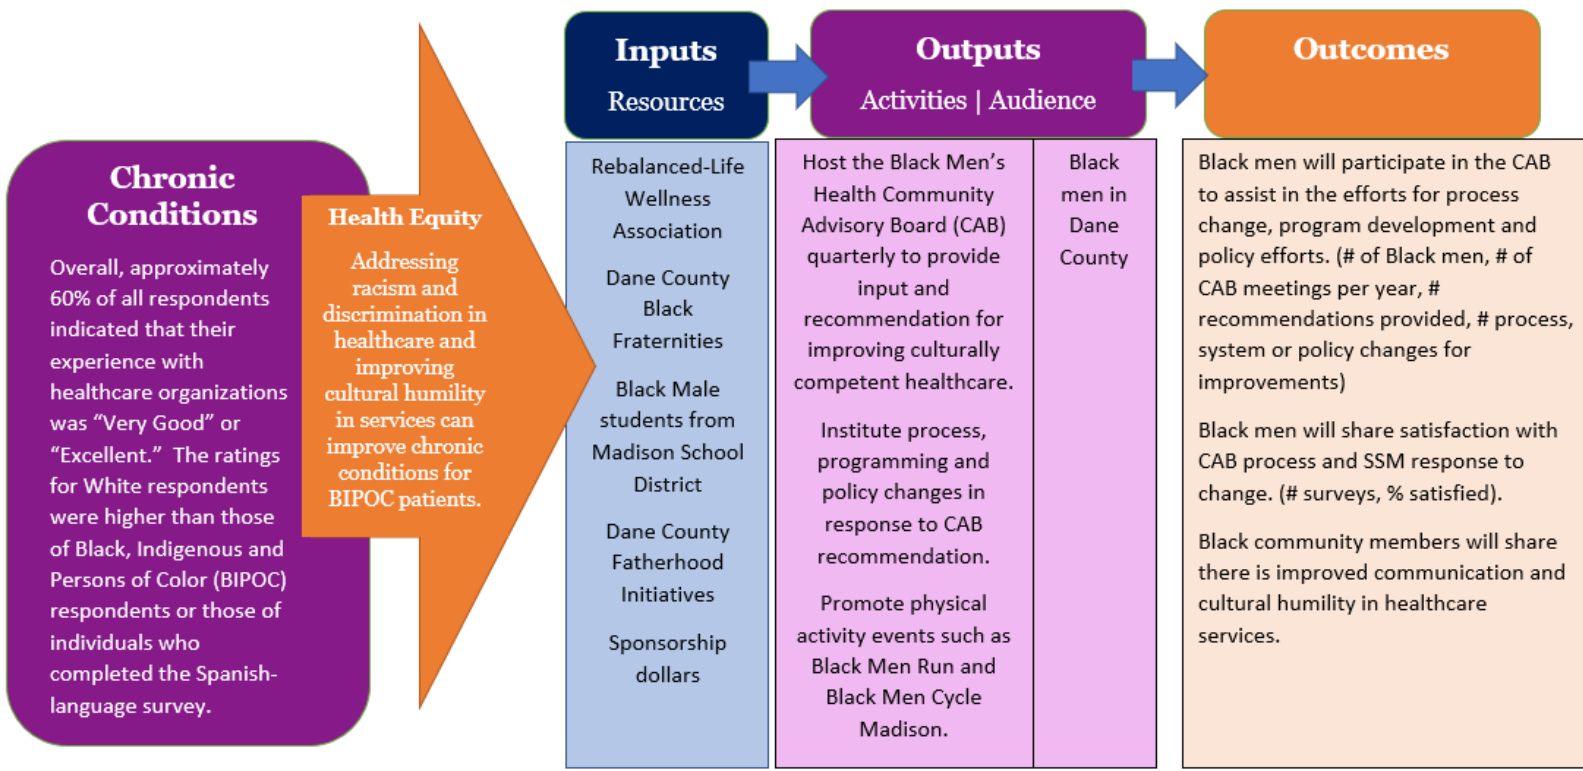 Chronic
Conditions
Overall, approximately
60% of all respondents
indicated that their
experience with
healthcare organizations
was “Very Good” or
“Excellent.”  The ratings
for White respondents
were higher than those
of Black, Indigenous and
Persons of Color (BIPOC)
respondents or those of
individuals who
completed the Spanish-
language survey.
Health Equity
Addressing
racism and
discrimination in
healthcare and
improving
cultural humility
in services can
improve chronic
conditions for
BIPOC patients.
Inputs
Resources
Rebalanced-Life
Wellness
Association
Dane County
Black
Fraternities
Black Male
students from
Madison School
District
Dane County
Fatherhood
Initiatives
Sponsorship
dollars
Outputs
Activities | Audience
Host the Black Men’s
Health Community
Advisory Board (CAB)
quarterly to provide
input and
recommendation for
improving culturally
competent healthcare.
Institute process,
programming and
policy changes in
response to CAB
recommendation.
Promote physical
activity events such as
Black Men Run and
Black Men Cycle
Madison.
Black
men in
Dane
County
Outcomes
Black men will participate in the CAB
to assist in the efforts for process
change, program development and
policy efforts. (# of Black men, # of
CAB meetings per year, #
recommendations provided, # process,
system or policy changes for
improvements)
Black men will share satisfaction with
CAB process and SSM response to
change. (# surveys, % satisfied).
Black community members will share
there is improved communication and
cultural humility in healthcare
services.